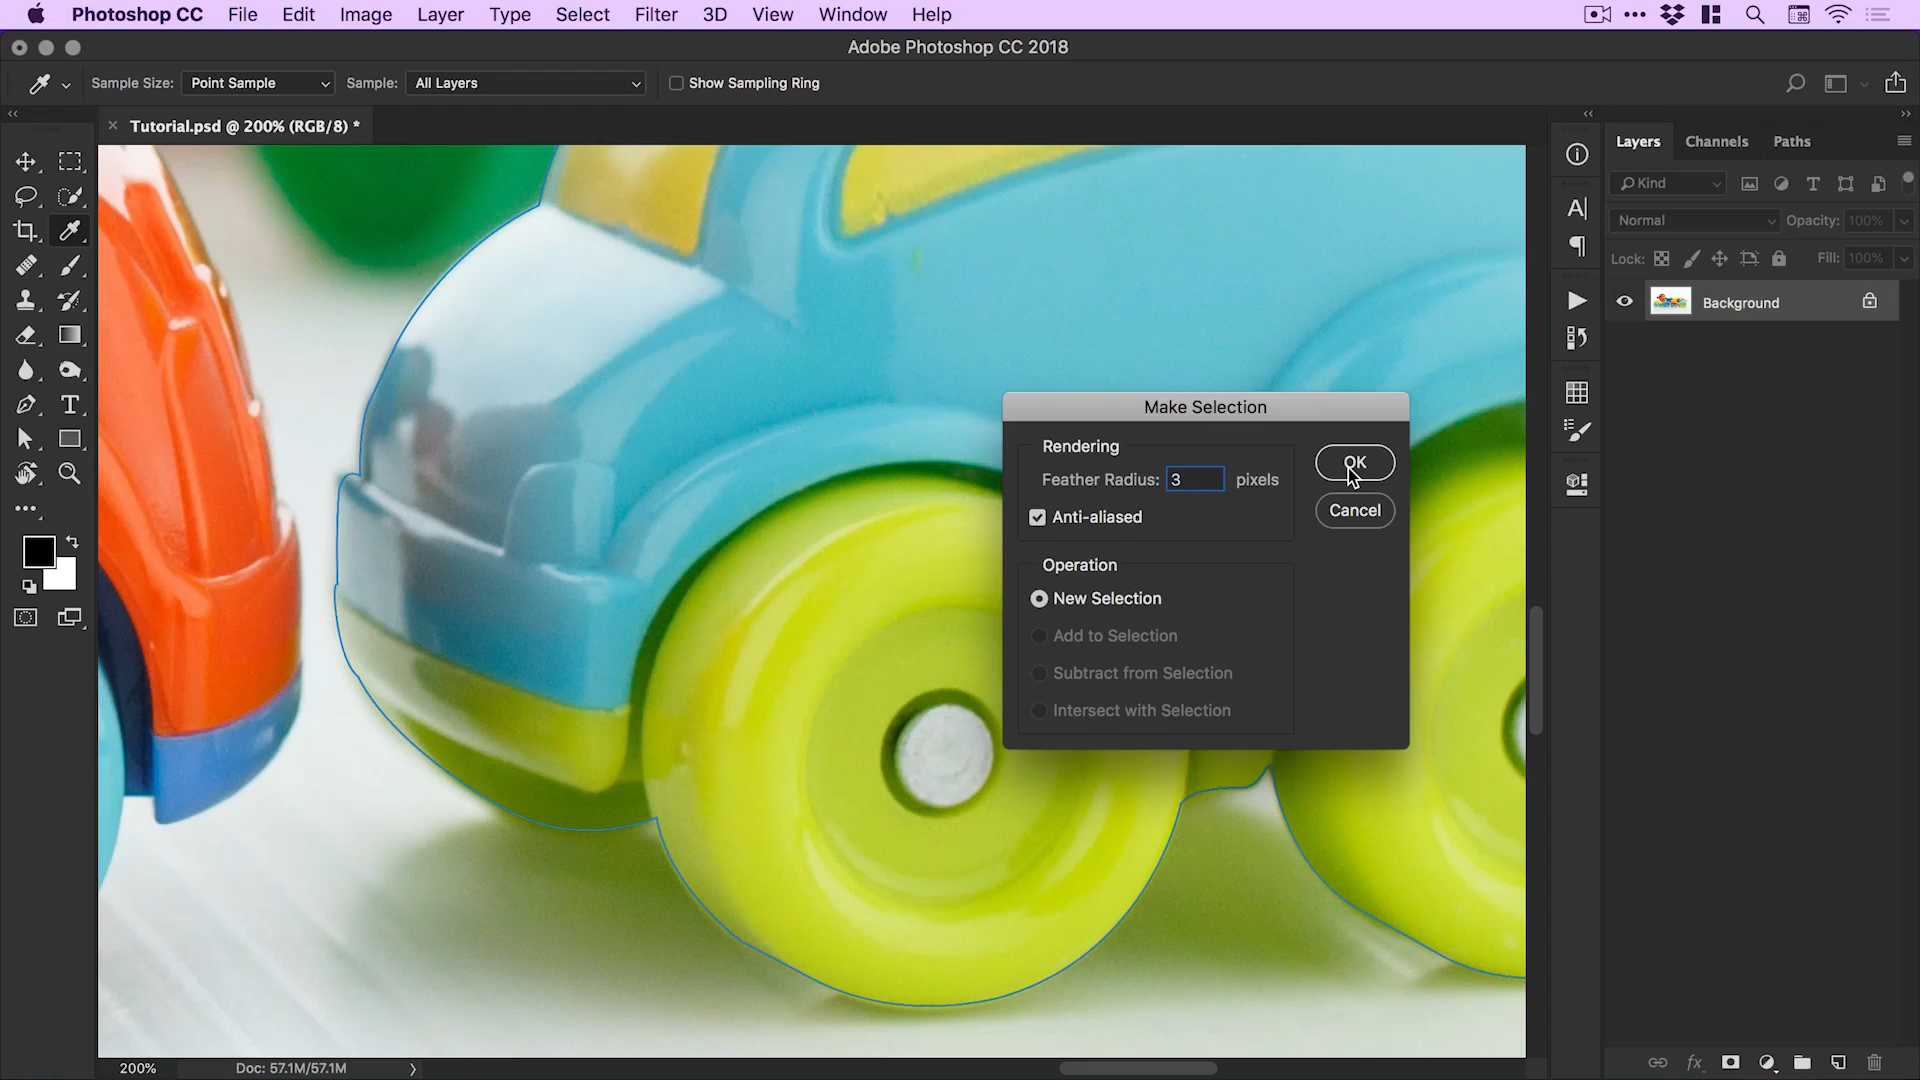 Photoshop CC File Edit Image Layer Type Select Filter 3D View Window Help
Adobe Photoshop CC 2018
Sample Size: Point Sample Sample: All Layers Show Sampling Ring
Tutorial.psd @ 200% (RGB/8) *
Layers Channels Paths
Kind
Normal Opacity: 100%
Lock: Fill: 100%
Background
Make Selection
Rendering
Feather Radius: 3 pixels
Anti-aliased
OK
Cancel
Operation
New Selection
Add to Selection
Subtract from Selection
Intersect with Selection
200% Doc: 57.1M/57.1M